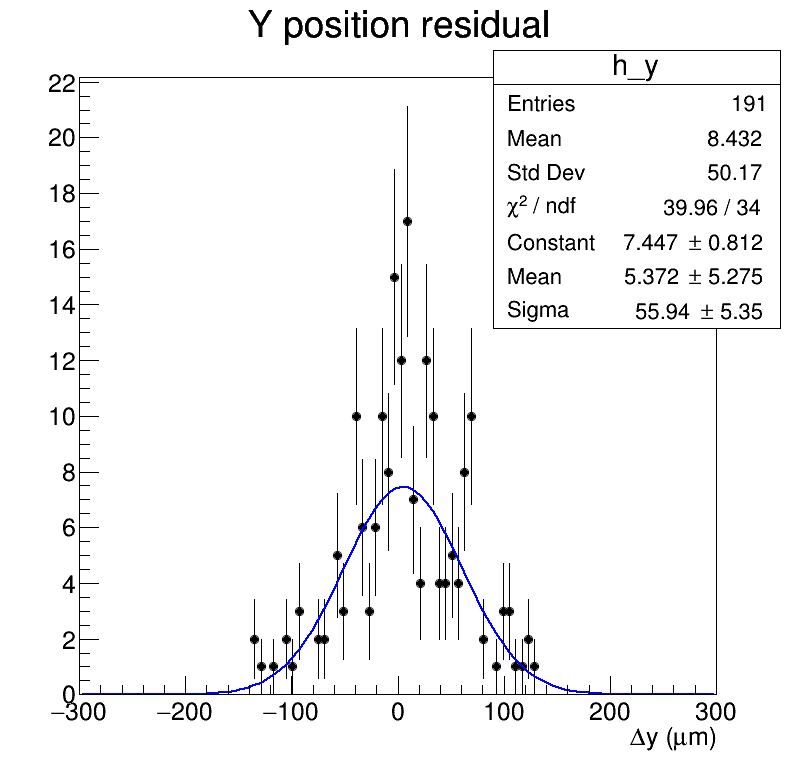 Y position residual
h_y
Entries 191
Mean 8.432
Std Dev 50.17
χ² / ndf 39.96 / 34
Constant 7.447 ± 0.812
Mean 5.372 ± 5.275
Sigma 55.94 ± 5.35
22
20
18
16
14
12
10
8
6
4
2
0
−300 −200 −100 0 100 200 300
Δy (μm)